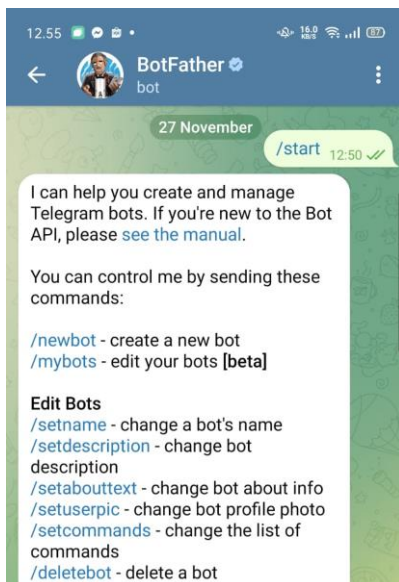 12.55
16.0
KB/S
87
BotFather
bot
27 November
/start 12:50
I can help you create and manage
Telegram bots. If you're new to the Bot
API, please see the manual.
You can control me by sending these
commands:
/newbot - create a new bot
/mybots - edit your bots [beta]
Edit Bots
/setname - change a bot's name
/setdescription - change bot
description
/setabouttext - change bot about info
/setuserpic - change bot profile photo
/setcommands - change the list of
commands
/deletebot - delete a bot